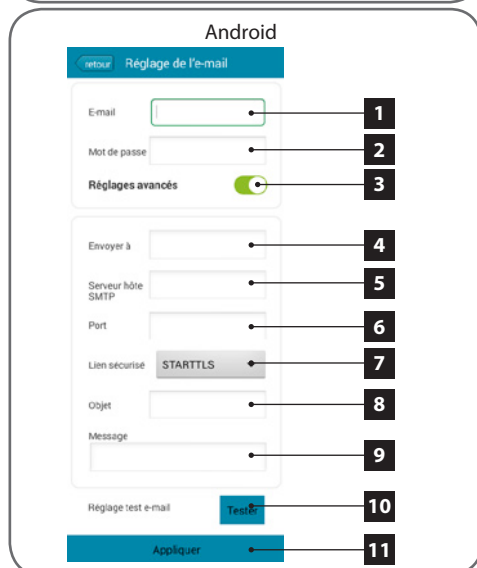 Android
retour Réglage de l'e-mail
E-mail 1
Mot de passe 2
Réglages avancés 3
Envoyer à 4
Serveur hôte 5
SMTP
Port 6
Lien sécurisé STARTTLS 7
Objet 8
Message
9
Réglage test e-mail Tester 10
Appliquer 11